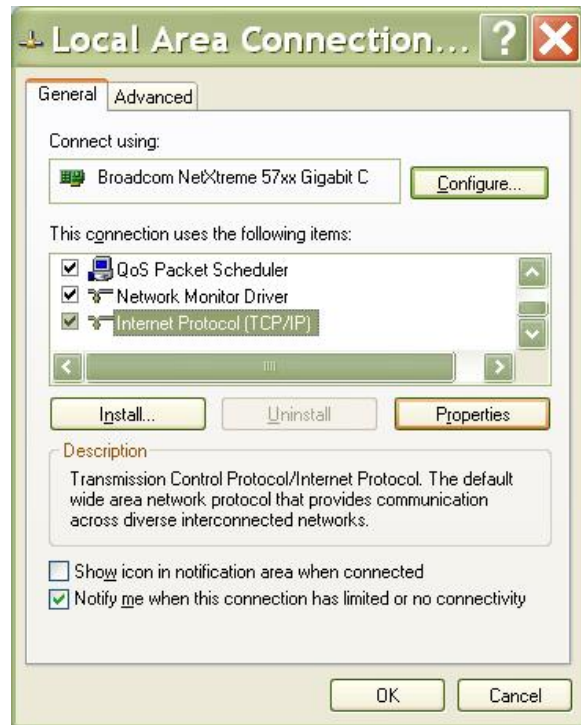 Local Area Connection...
General
Advanced
Connect using:
Broadcom NetXtreme 57xx Gigabit C
Configure...
This connection uses the following items:
QoS Packet Scheduler
Network Monitor Driver
Internet Protocol (TCP/IP)
Install...
Uninstall
Properties
Description
Transmission Control Protocol/Internet Protocol. The default
wide area network protocol that provides communication
across diverse interconnected networks.
Show icon in notification area when connected
Notify me when this connection has limited or no connectivity
OK
Cancel